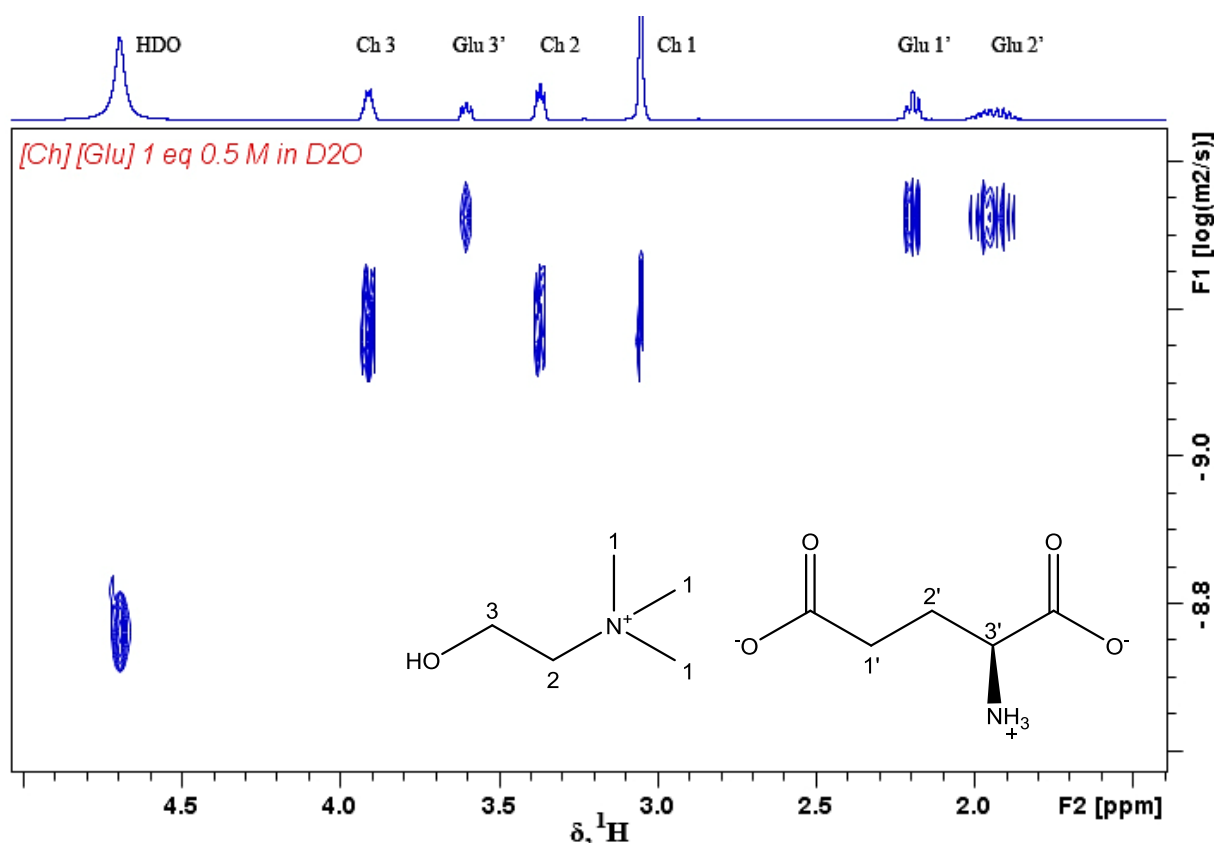 HDO Ch 3 Glu 3' Ch 2 Ch 1 Glu 1' Glu 2'
[Ch] [Glu] 1 eq 0.5 M in D2O
F1 [log(m2/s)]
-9.0
-8.8
1
1
1
N+
3
2
HO
O
O
2'
3'
1'
-O
O-
NH3
+
4.5 4.0 3.5 3.0 2.5 2.0 F2 [ppm]
δ, 1H